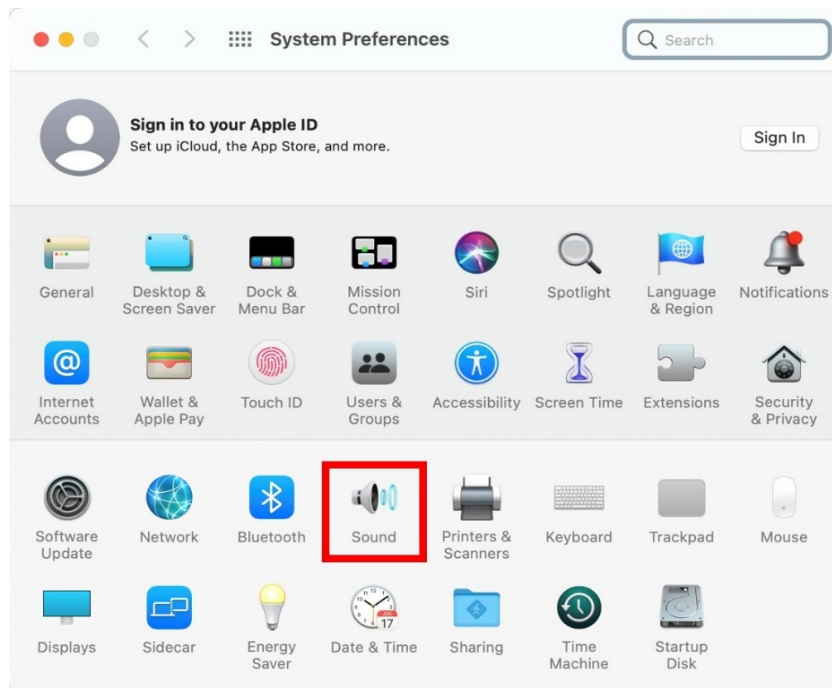 System Preferences
Search
Sign in to your Apple ID
Set up iCloud, the App Store, and more.
Sign In
General
Desktop &
Screen Saver
Dock &
Menu Bar
Mission
Control
Siri
Spotlight
Language
& Region
Notifications
Internet
Accounts
Wallet &
Apple Pay
Touch ID
Users &
Groups
Accessibility
Screen Time
Extensions
Security
& Privacy
Software
Update
Network
Bluetooth
Sound
Printers &
Scanners
Keyboard
Trackpad
Mouse
Displays
Sidecar
Energy
Saver
JUL
17
Date & Time
Sharing
Time
Machine
Startup
Disk